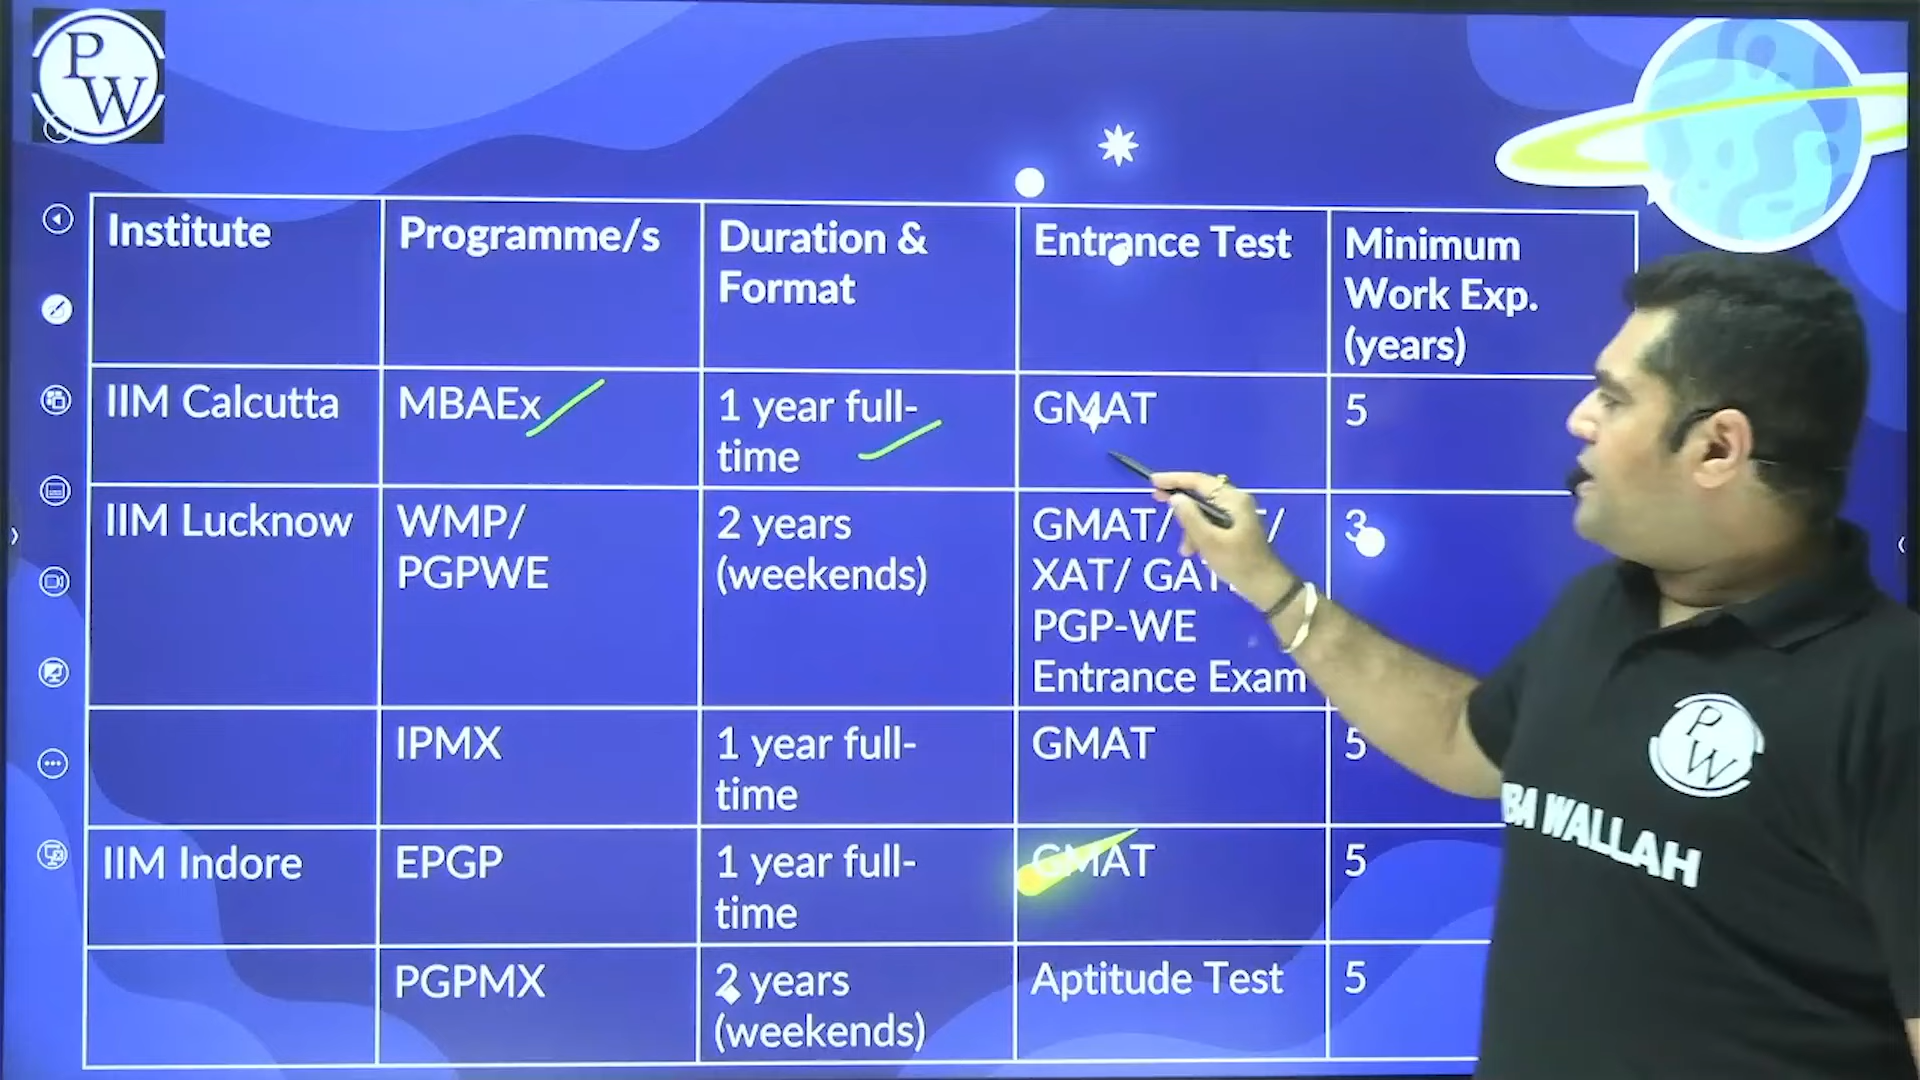 PW
Institute
Programme/s
Duration &
Format
Entrance Test
Minimum
Work Exp.
(years)
IIM Calcutta
MBAEx
1 year full-
time
GMAT
5
IIM Lucknow
WMP/
PGPWE
2 years
(weekends)
GMAT/
XAT/
PGP-WE
Entrance Exam
3
IPMX
1 year full-
time
GMAT
5
IIM Indore
EPGP
1 year full-
time
GMAT
5
PGPMX
2 years
(weekends)
Aptitude Test
5
PW
WALLAH